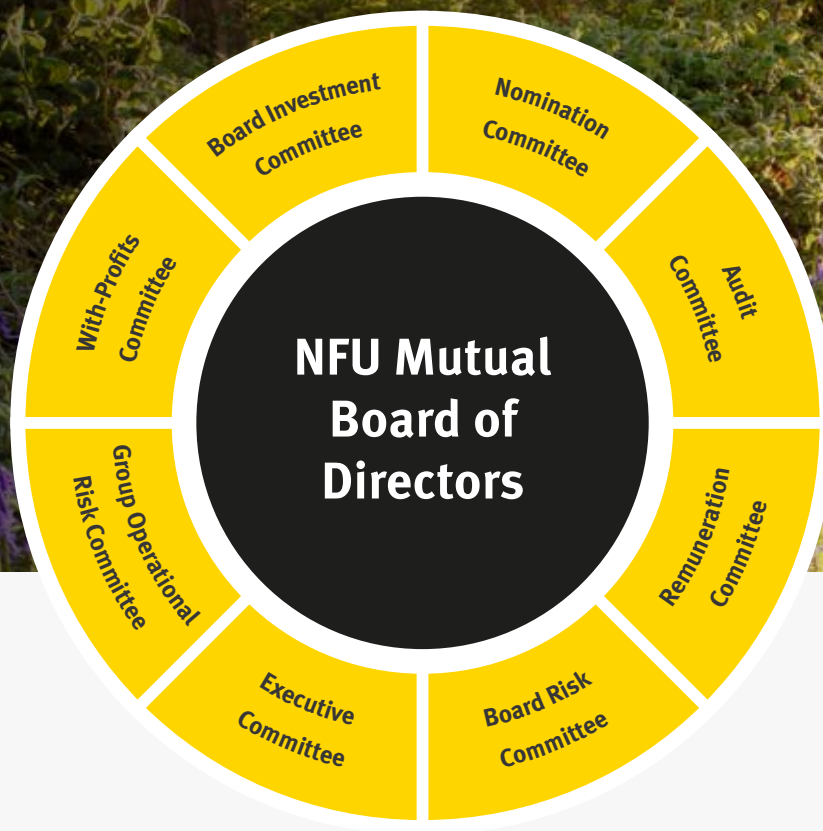 NFU Mutual
Board of
Directors
Nomination
Committee
Audit
Committee
Remuneration
Committee
Board Risk
Committee
Executive
Committee
Group Operational
Risk Committee
With-Profits
Committee
Board Investment
Committee